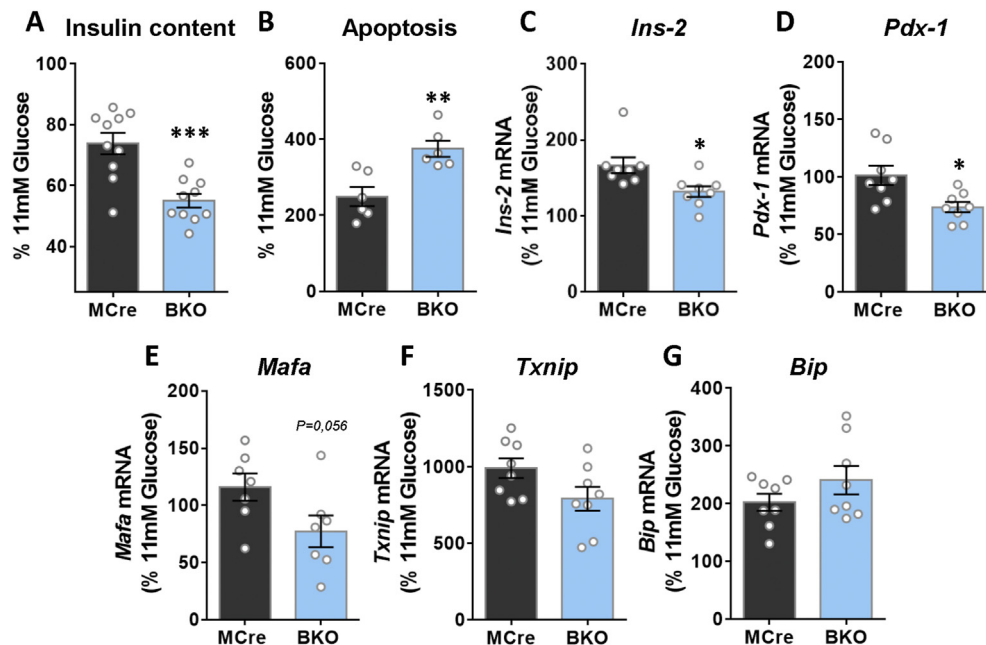 A Insulin content
% 11mM Glucose
100
80
60
40
***
MCre BKO
B Apoptosis
% 11mM Glucose
600
400
200
0
**
MCre BKO
C Ins-2
Ins-2 mRNA
(% 11mM Glucose)
300
200
100
0
*
MCre BKO
D Pdx-1
Pdx-1 mRNA
(% 11mM Glucose)
200
150
100
50
0
*
MCre BKO
E Mafa
Mafa mRNA
(% 11mM Glucose)
200
150
100
50
0
P=0,056
MCre BKO
F Txnip
Txnip mRNA
(% 11mM Glucose)
1500
1000
500
0
MCre BKO
G Bip
Bip mRNA
(% 11mM Glucose)
400
300
200
100
0
MCre BKO